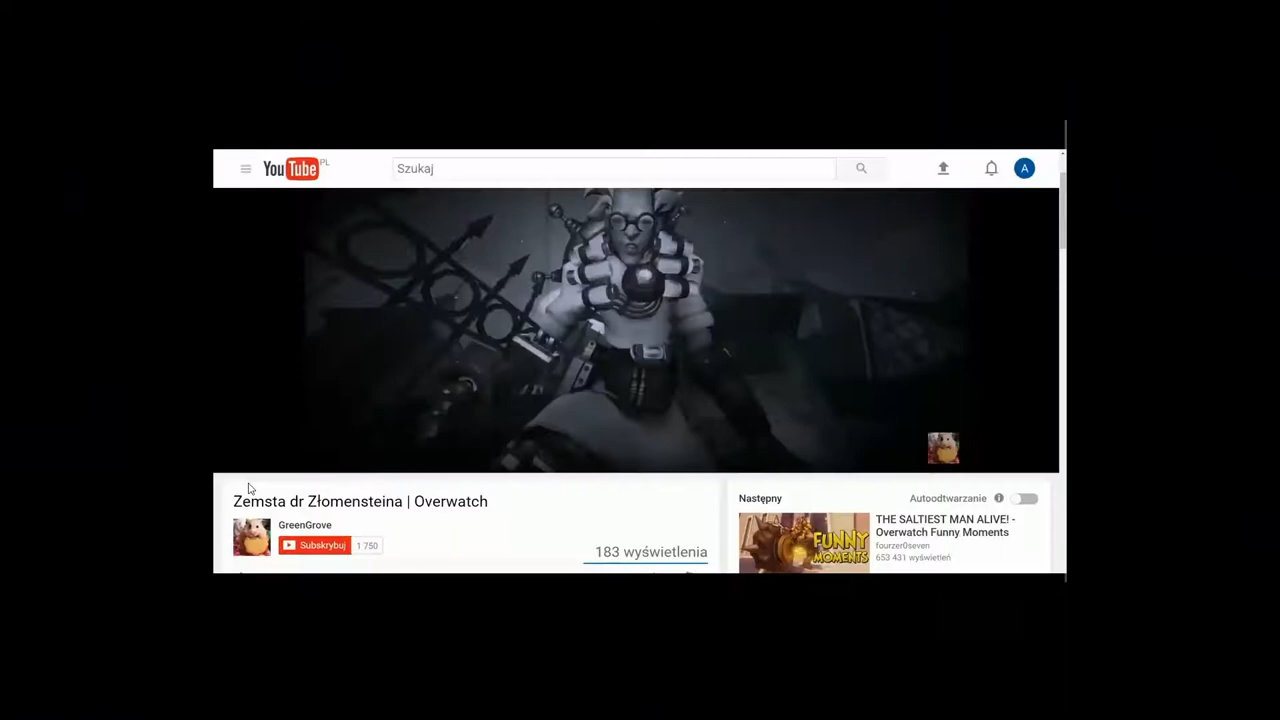 YouTube PL
Szukaj
A
Zemsta dr Złomensteina | Overwatch
GreenGrove
Subskrybuj 1 750
183 wyświetlenia
Następny
Autoodtwarzanie
FUNNY
MOMENTS
THE SALTIEST MAN ALIVE! -
Overwatch Funny Moments
fourzer0seven
653 431 wyświetleń